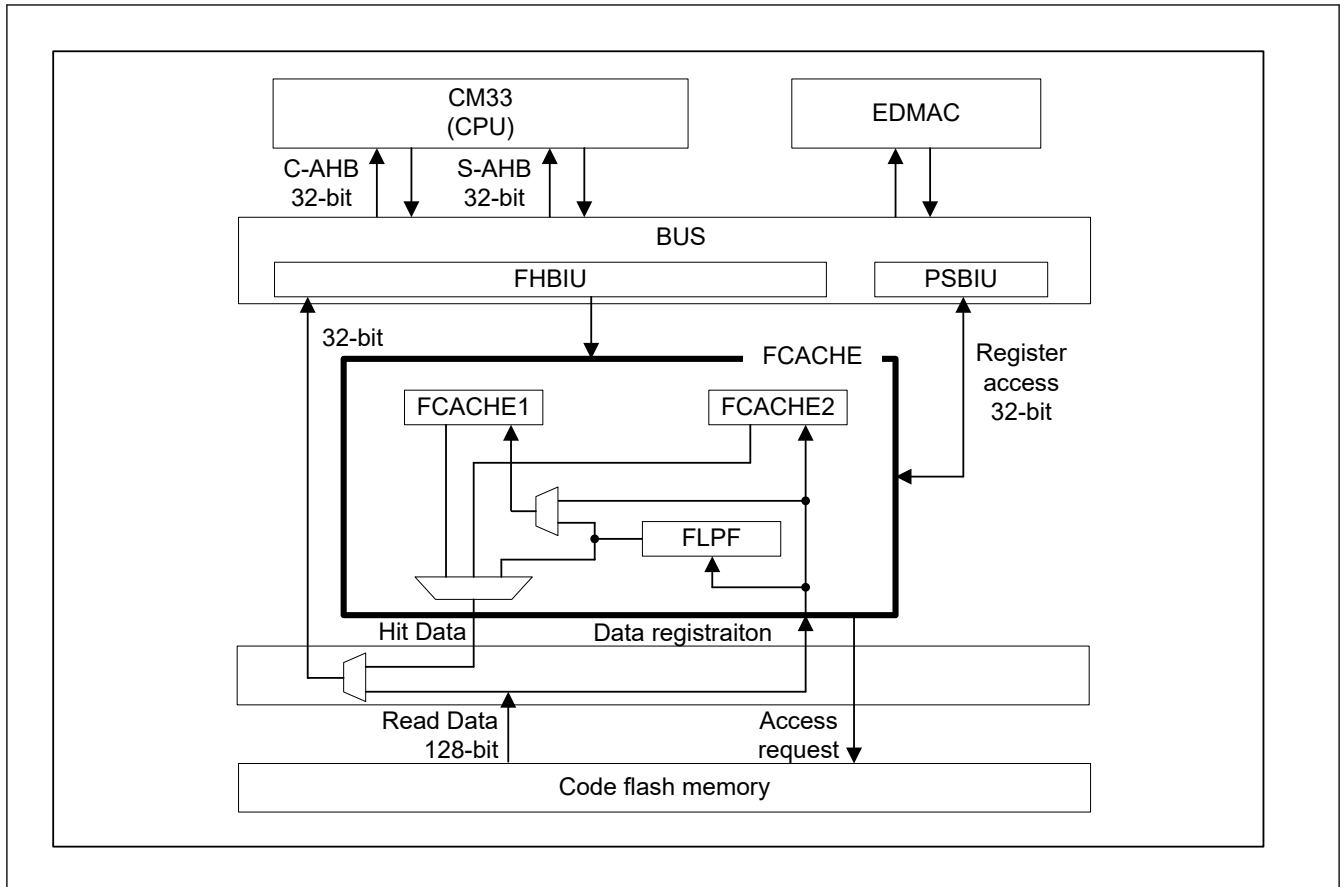 CM33
(CPU)
EDMAC
C-AHB
32-bit
S-AHB
32-bit
BUS
FHBIU
PSBIU
32-bit
FCACHE
Register
access
32-bit
FCACHE1
FCACHE2
FLPF
Hit Data
Data registraiton
Read Data
128-bit
Access
request
Code flash memory